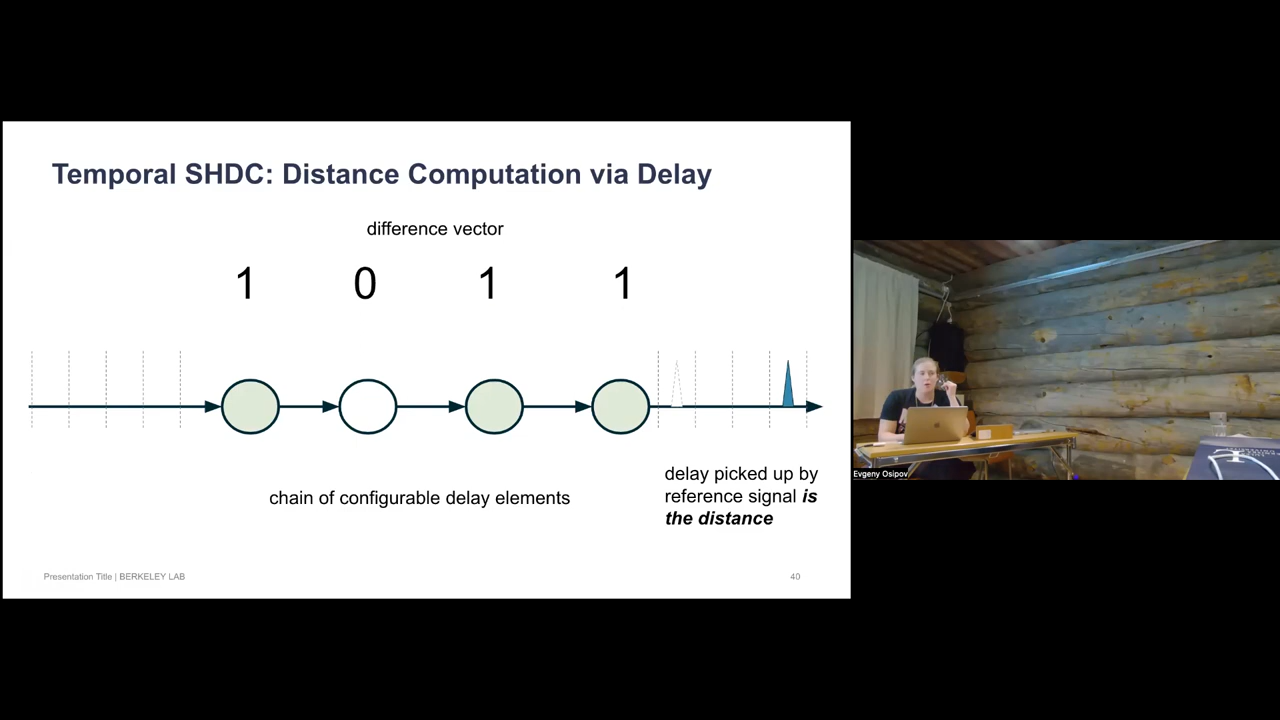 Temporal SHDC: Distance Computation via Delay
difference vector
1 0 1 1
chain of configurable delay elements
delay picked up by
reference signal is
the distance
Presentation Title | BERKELEY LAB
40
Evgeny Osipov